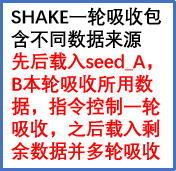 SHAKE一轮吸收包
含不同数据来源
先后载入seed_A，
B本轮吸收所用数
据，指令控制一轮
吸收，之后载入剩
余数据并多轮吸收